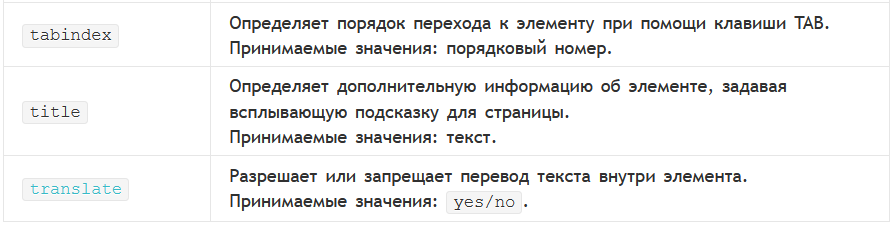 tabindex
Определяет порядок перехода к элементу при помощи клавиши TAB.
Принимаемые значения: порядковый номер.
title
Определяет дополнительную информацию об элементе, задавая
всплывающую подсказку для страницы.
Принимаемые значения: текст.
translate
Разрешает или запрещает перевод текста внутри элемента.
Принимаемые значения: yes/no.